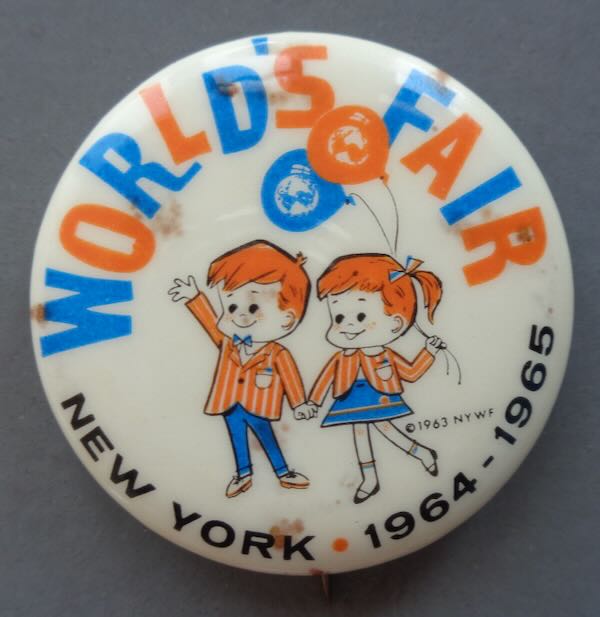 WORLD'S FAIR
©1963 NYWF
NEW YORK • 1964-1965